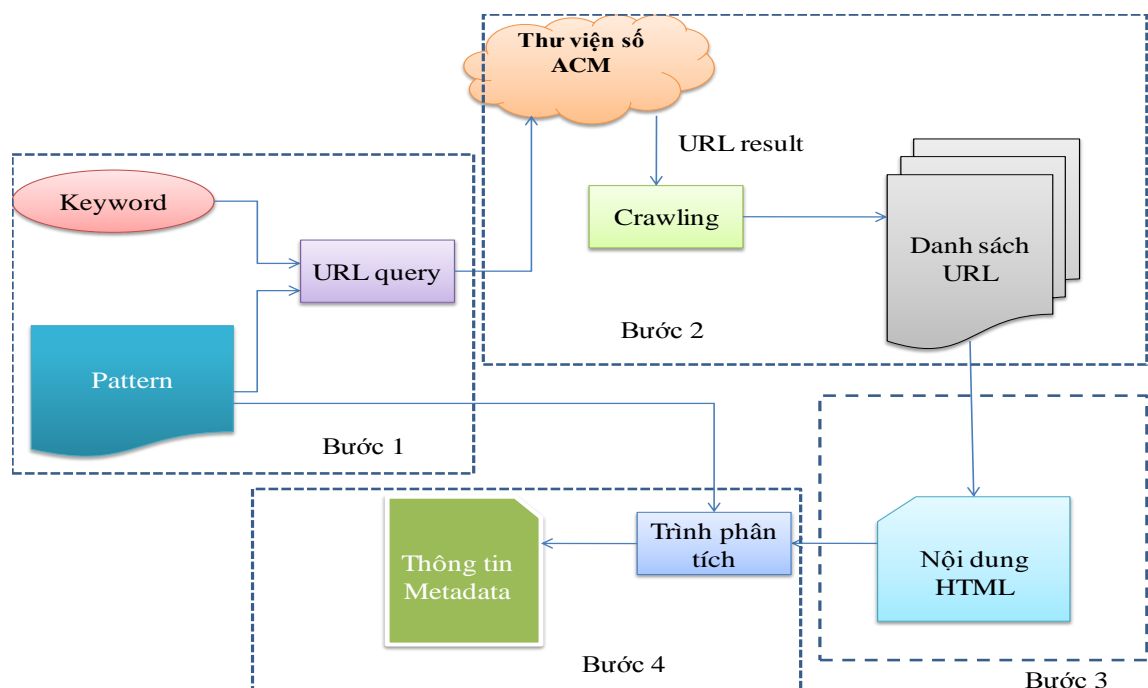 Thư viện số
ACM
URL result
Keyword
Crawling
URL query
Danh sách
URL
Bước 2
Pattern
Bước 1
Trình phân
tích
Thông tin
Metadata
Nội dung
HTML
Bước 4
Bước 3